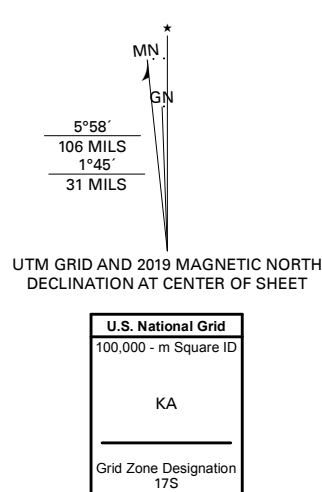 MN
GN
5°58´
106 MILS
1°45´
31 MILS
UTM GRID AND 2019 MAGNETIC NORTH
DECLINATION AT CENTER OF SHEET
U.S. National Grid
100,000 - m Square ID
KA
Grid Zone Designation
17S